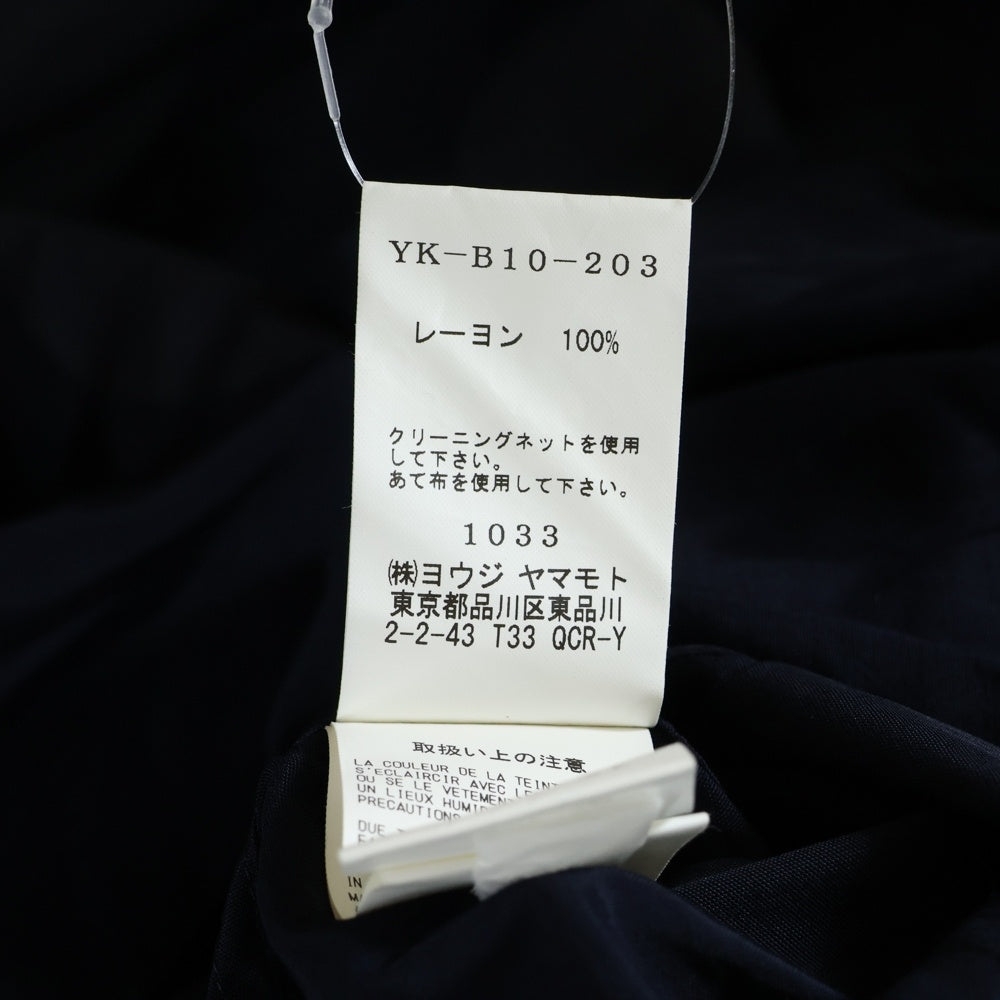 YK-B10-203
レーヨン 100%
クリーニングネットを使用
して下さい。
あて布を使用して下さい。
1033
㈱ヨウジ ヤマモト
東京都品川区東品川
2-2-43 T33 QCR-Y
取扱い上の注意
LA COULEUR DE LA
S'ECLAIRCIR AVEC
OU SE LE
UN LIEUX
PRECAUTIONS
DUE
IN